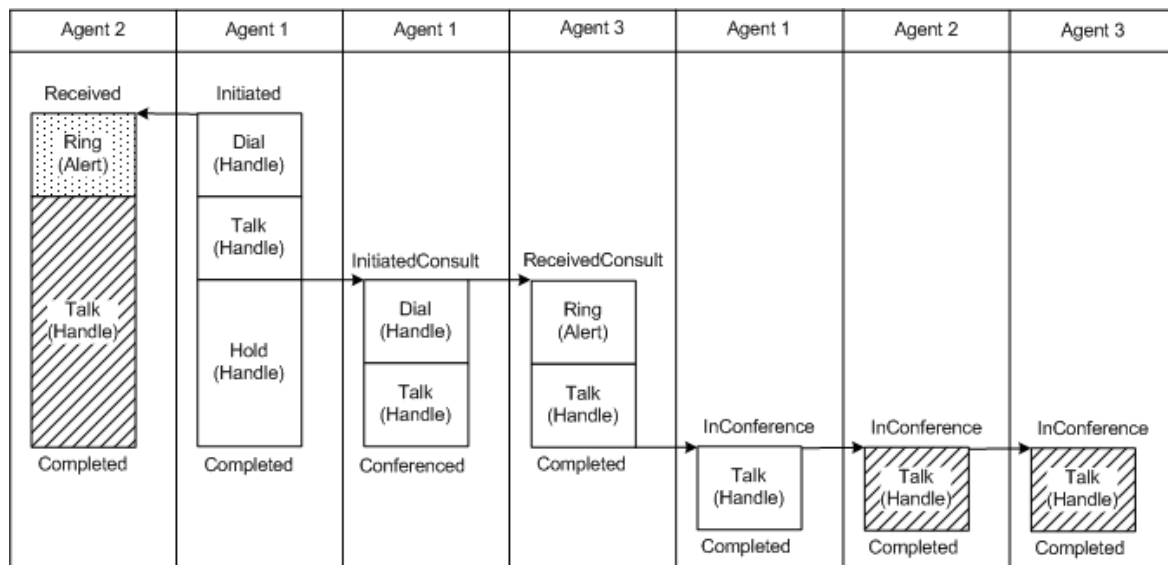 Agent 2
Agent 1
Agent 1
Agent 3
Agent 1
Agent 2
Agent 3
Received
Ring
(Alert)
Talk
(Handle)
Completed
Initiated
Dial
(Handle)
Talk
(Handle)
Hold
(Handle)
Completed
InitiatedConsult
Dial
(Handle)
Talk
(Handle)
Conferenced
ReceivedConsult
Ring
(Alert)
Talk
(Handle)
Completed
InConference
Talk
(Handle)
Completed
InConference
Talk
(Handle)
Completed
InConference
Talk
(Handle)
Completed